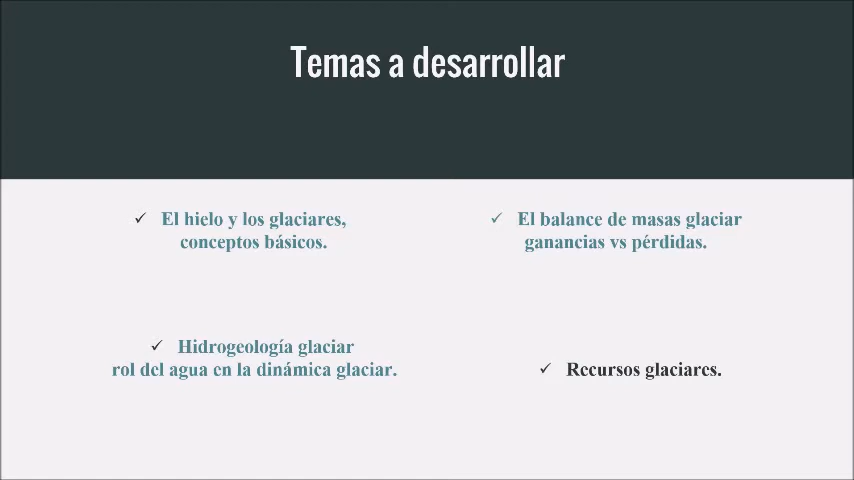 Temas a desarrollar
✓ El hielo y los glaciares,
conceptos básicos.
✓ El balance de masas glaciar
ganancias vs pérdidas.
✓ Hidrogeología glaciar
rol del agua en la dinámica glaciar.
✓ Recursos glaciares.